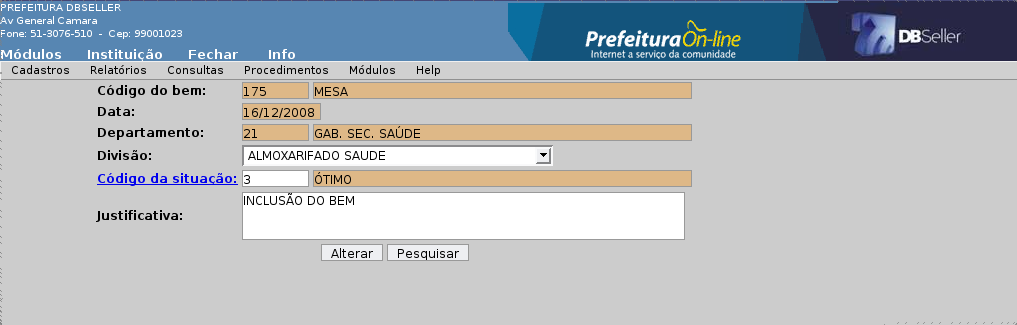 PREFEITURA DBSELLER
Av General Camara
Fone: 51-3076-510 - Cep: 99001023
Prefeitura On-line
Internet a serviço da comunidade
DBSeller
Módulos Instituição Fechar Info
Cadastros Relatórios Consultas Procedimentos Módulos Help
Código do bem: 175 MESA
Data: 16/12/2008
Departamento: 21 GAB. SEC. SAÚDE
Divisão: ALMOXARIFADO SAUDE
Código da situação: 3 ÓTIMO
Justificativa: INCLUSÃO DO BEM
Alterar Pesquisar